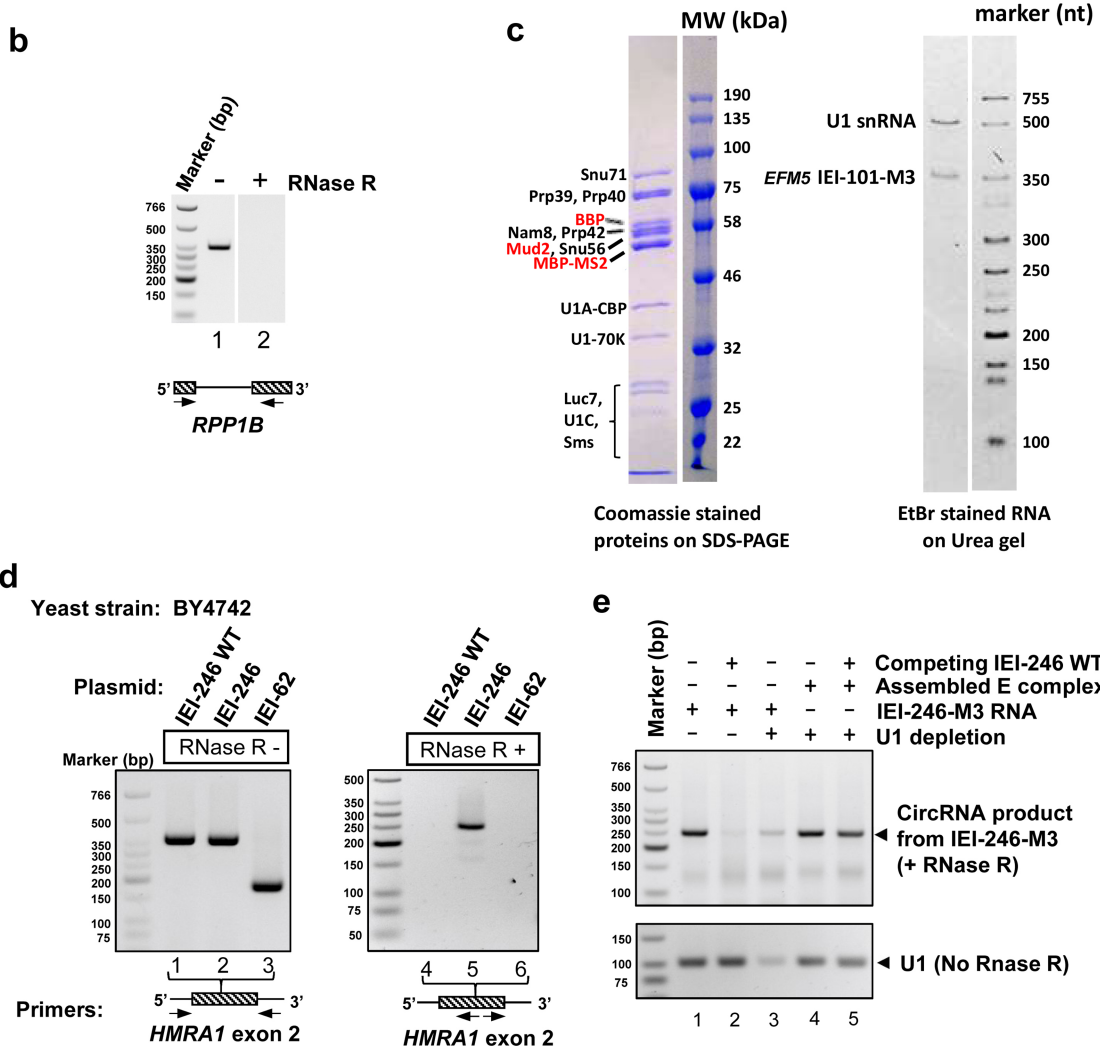 b
Marker (bp)
- + RNase R
766
500
350
300
250
200
150
1 2
5’ 3’
RPP1B
c
MW (kDa)
190
135
100
75
58
46
32
25
22
Snu71
Prp39, Prp40
BBP
Nam8, Prp42
Mud2, Snu56
MBP-MS2
U1A-CBP
U1-70K
Luc7,
U1C,
Sms
Coomassie stained
proteins on SDS-PAGE
marker (nt)
U1 snRNA
EFM5 IEI-101-M3
755
500
350
300
250
200
150
100
EtBr stained RNA
on Urea gel
d
Yeast strain: BY4742
Plasmid:
IEI-246 WT
IEI-246
IEI-62
RNase R -
Marker (bp)
766
500
350
300
250
200
150
100
75
1 2 3
Primers:
5’ 3’
HMRA1 exon 2
IEI-246 WT
IEI-246
IEI-62
RNase R +
500
350
300
250
200
150
100
75
50
4 5 6
5’ 3’
HMRA1 exon 2
e
Marker (bp)
- + - - + Competing IEI-246 WT
- - - + + Assembled E complex
+ + + - - IEI-246-M3 RNA
- - + + + U1 depletion
766
500
350
300
250
200
150
100
CircRNA product
from IEI-246-M3
(+ RNase R)
150
100
75
U1 (No Rnase R)
1 2 3 4 5